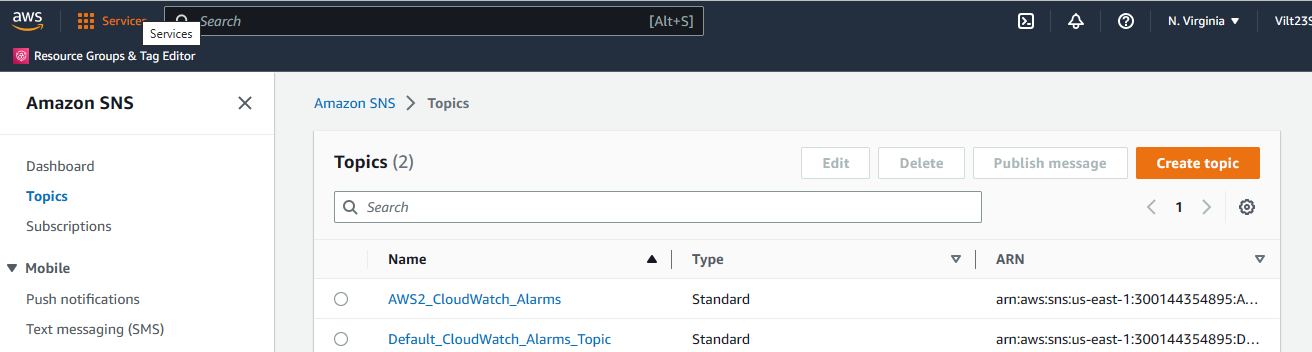 aws Services Search [Alt+S] N. Virginia Vilt23S
Services
Resource Groups & Tag Editor
Amazon SNS
Amazon SNS > Topics
Topics (2) Edit Delete Publish message Create topic
Dashboard
Topics
Search 1
Subscriptions
Name Type ARN
Mobile
Push notifications
AWS2_CloudWatch_Alarms Standard arn:aws:sns:us-east-1:300144354895:A...
Text messaging (SMS)
Default_CloudWatch_Alarms_Topic Standard arn:aws:sns:us-east-1:300144354895:D...